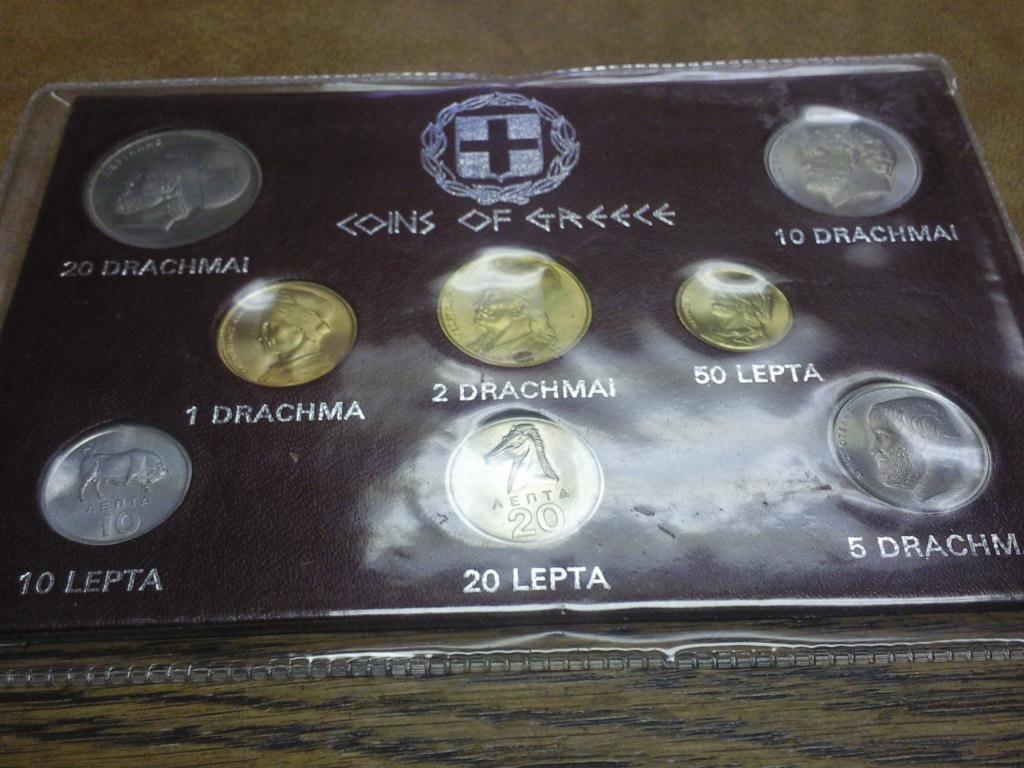 COINS OF GREECE
20 DRACHMAI
10 DRACHMAI
1 DRACHMA
2 DRACHMAI
50 LEPTA
ΛΕΠΤΑ
10
ΛΕΠΤΑ
20
10 LEPTA
20 LEPTA
5 DRACHM